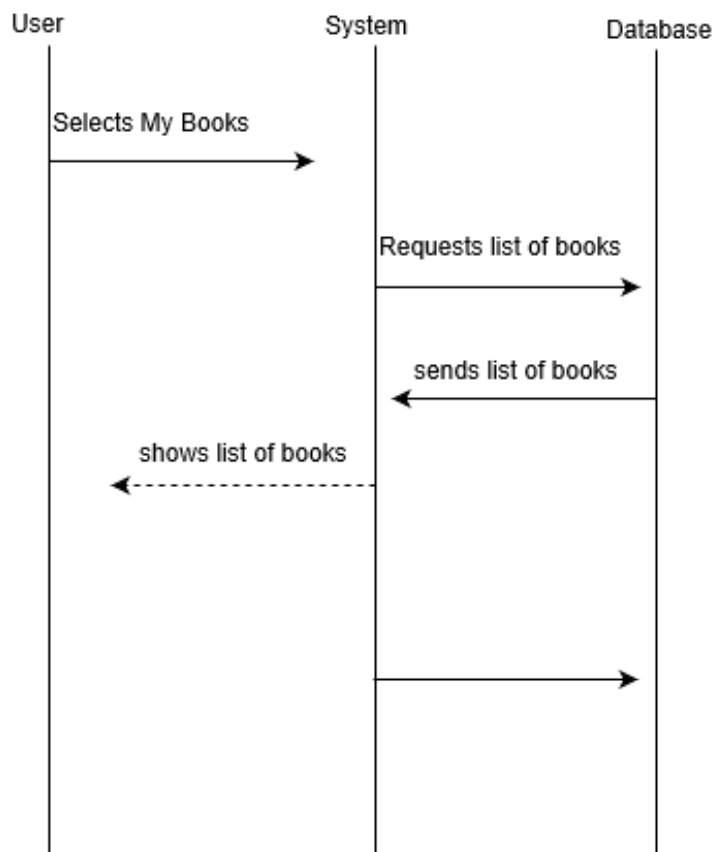 User
System
Database
Selects My Books
Requests list of books
sends list of books
shows list of books